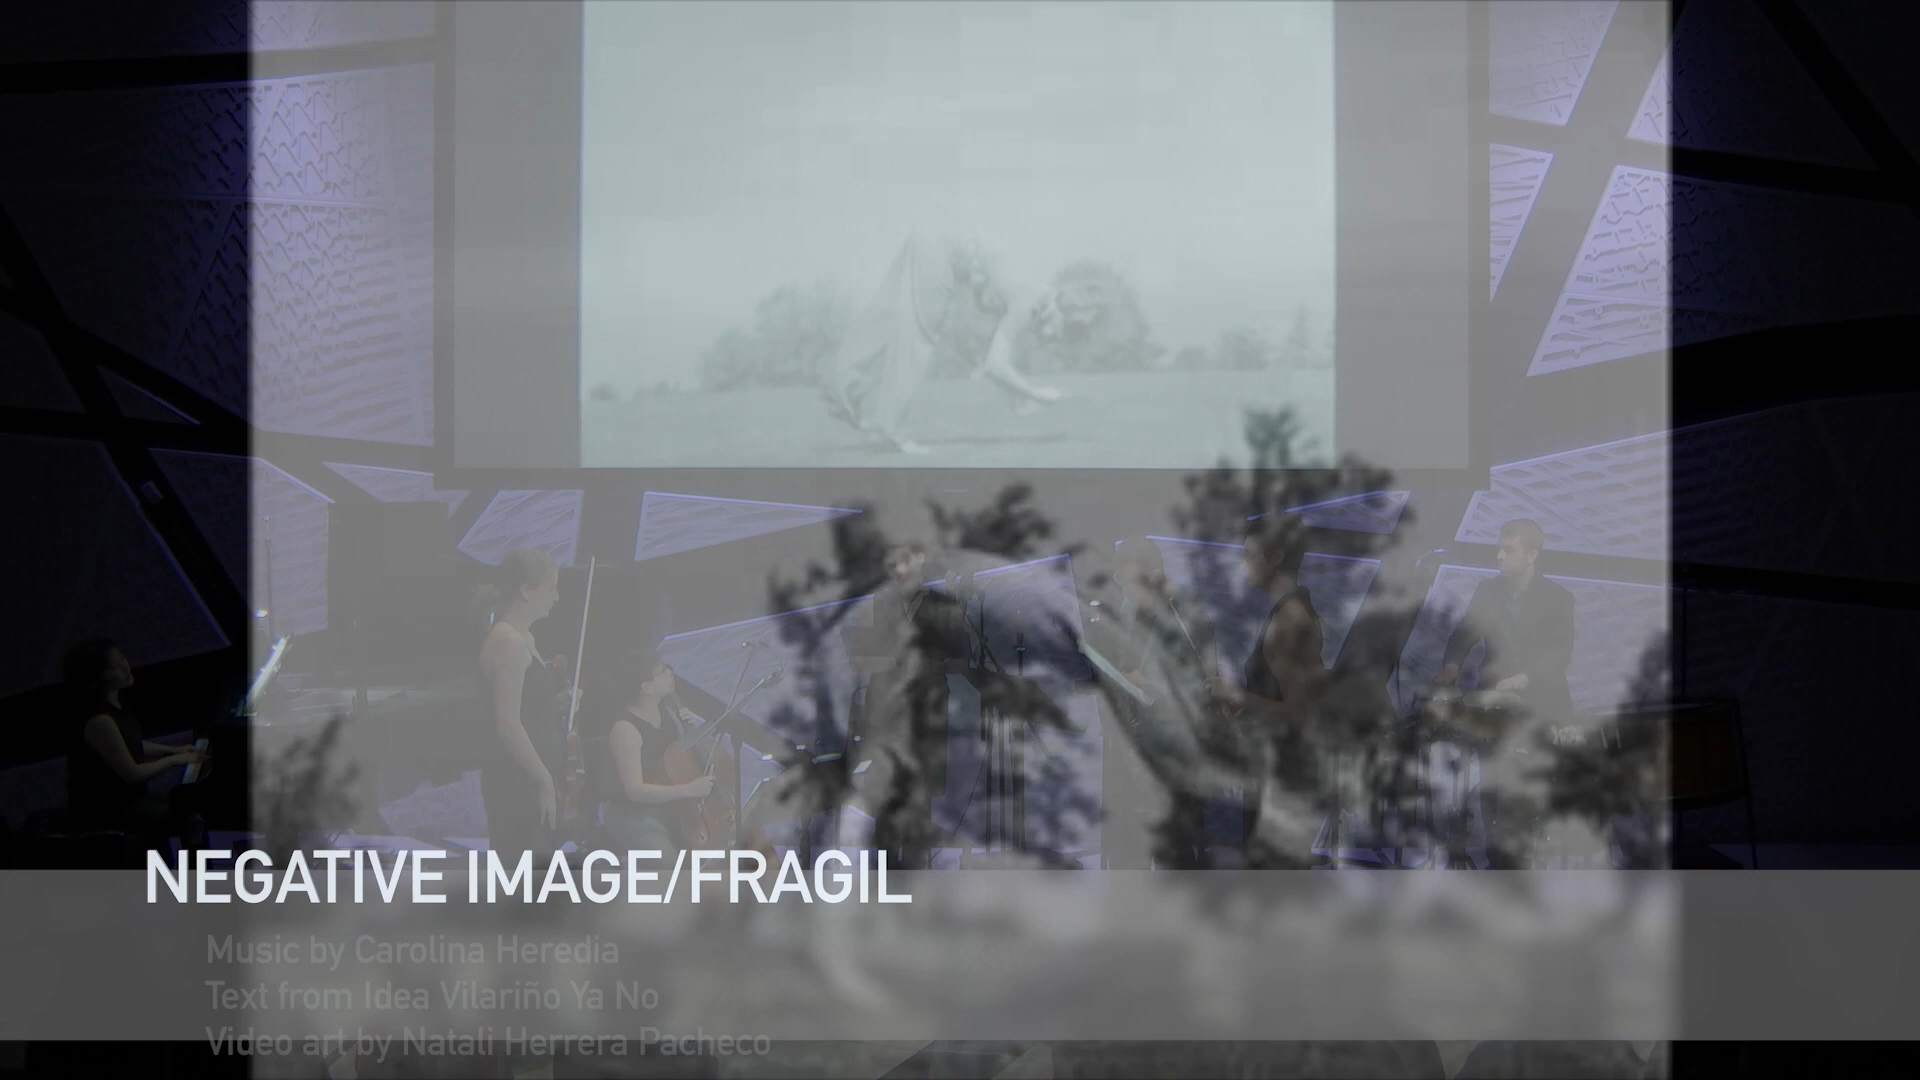 NEGATIVE IMAGE/FRAGIL
Music by Carolina Heredia
Text from Idea Vilariño Ya No
Video art by Natali Herrera Pacheco